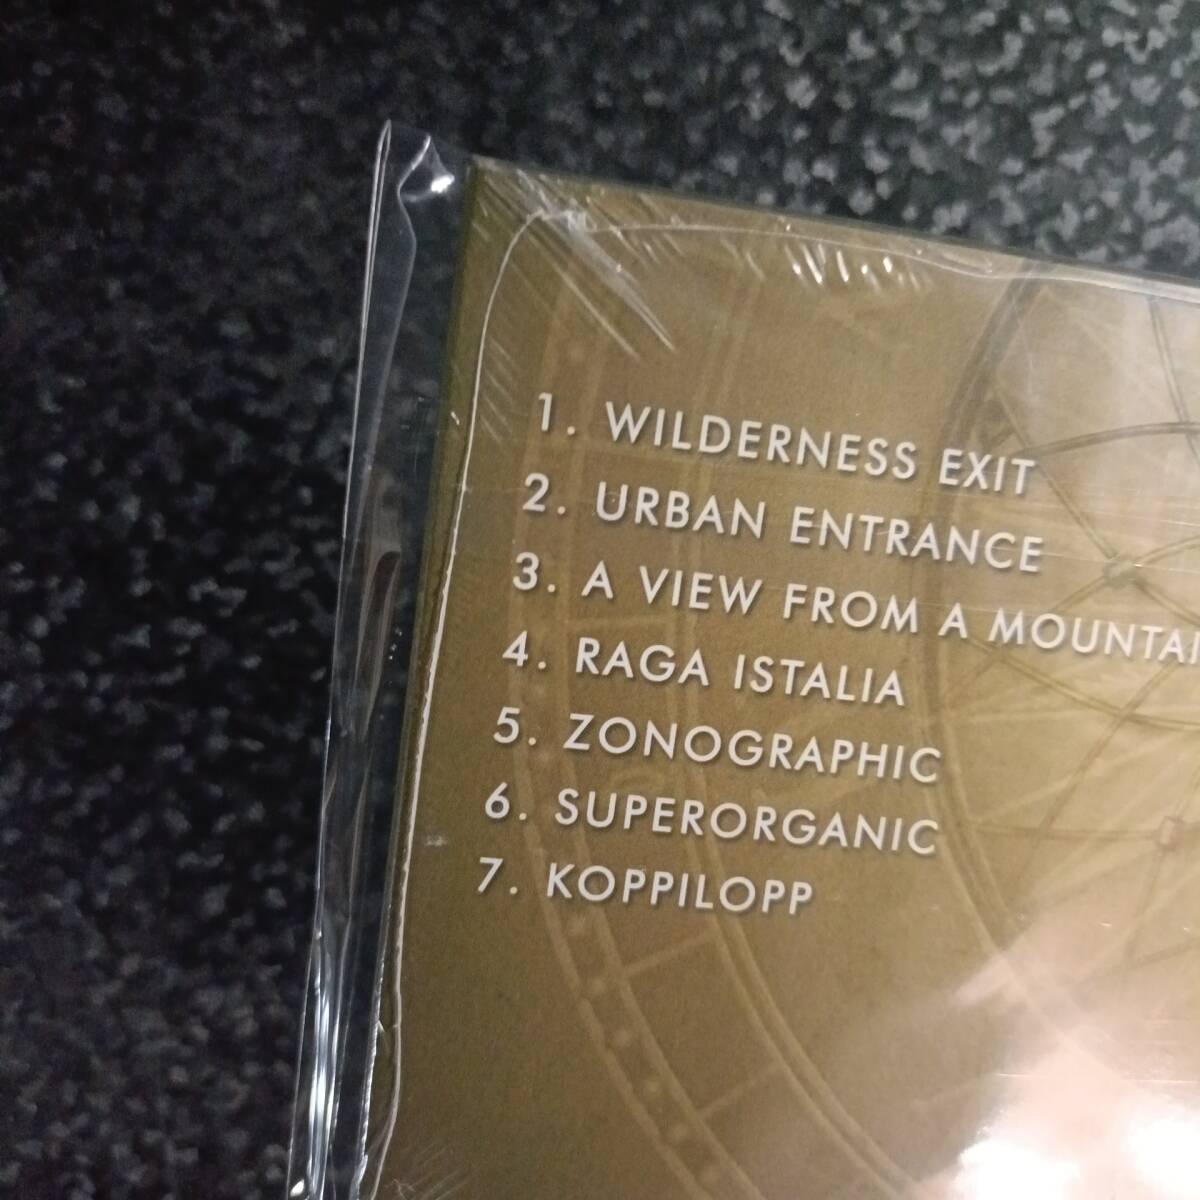 1. WILDERNESS EXIT
2. URBAN ENTRANCE
3. A VIEW FROM A MOUNTAI
4. RAGA ISTALIA
5. ZONOGRAPHIC
6. SUPERORGANIC
7. KOPPILOPP